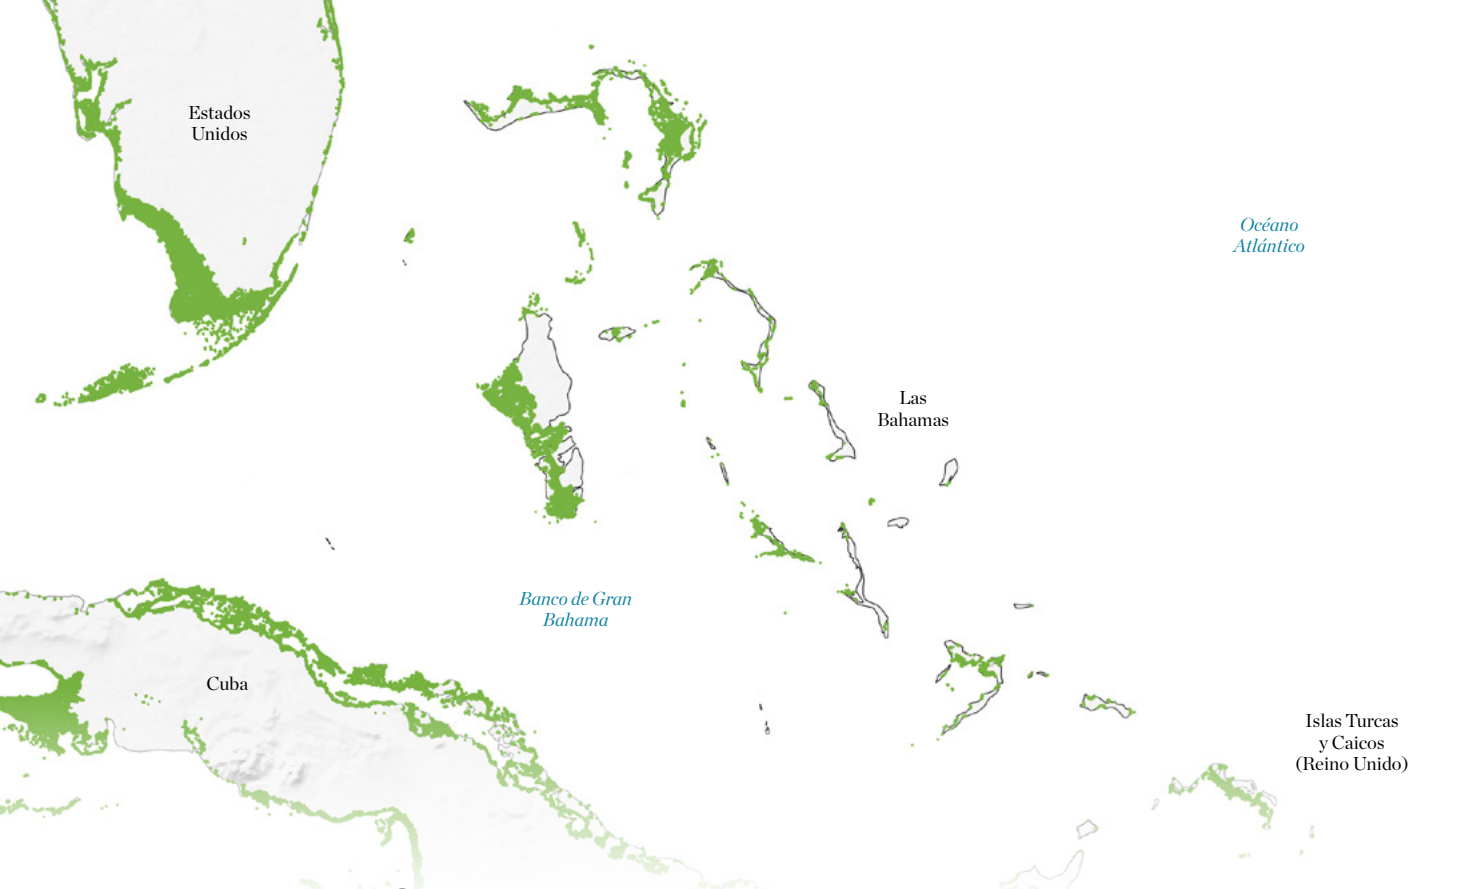 Estados
Unidos
Océano
Atlántico
Las
Bahamas
Banco de Gran
Bahama
Cuba
Islas Turcas
y Caicos
(Reino Unido)